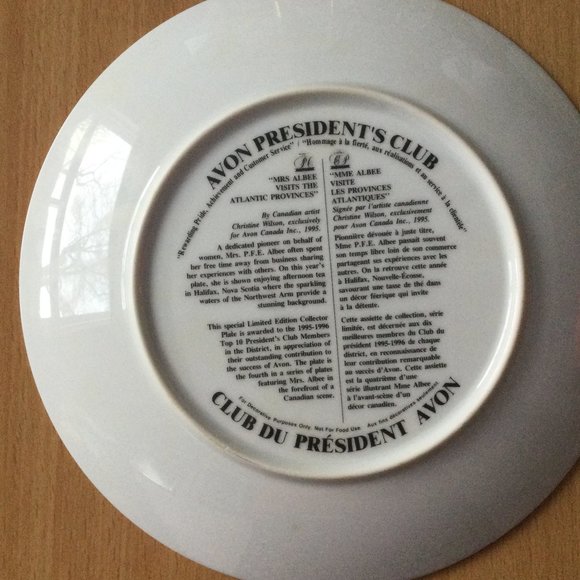 AVON PRESIDENT'S CLUB
"Rewarding Pride, Achievement and Customer Service" / "Hommage à la fierté, aux réalisations et au service à la clientèle"
"MRS ALBEE
VISITS THE
ATLANTIC PROVINCES"
By Canadian artist
Christine Wilson, exclusively
for Avon Canada Inc., 1995.
A dedicated pioneer on behalf of
women, Mrs. P.F.E. Albee often spent
her free time away from business sharing
her experiences with others. On this year's
plate, she is shown enjoying afternoon tea
in Halifax, Nova Scotia where the sparkling
waters of the Northwest Arm provide a
stunning background.
This special Limited Edition Collector
Plate is awarded to the 1995-1996
Top 10 President's Club Members
in the District, in appreciation of
their outstanding contribution to
the success of Avon. The plate is
the fourth in a series of plates
featuring Mrs. Albee in
the forefront of a
Canadian scene.
"MME ALBEE
VISITE
LES PROVINCES
ATLANTIQUES"
Signée par l'artiste canadienne
Christine Wilson, exclusivement
pour Avon Canada Inc., 1995.
Pionnière dévouée à juste titre,
Mme P.F.E. Albee passait souvent
son temps libre loin de son commerce
partageant ses expériences avec les
autres. On la retrouve cette année
à Halifax, Nouvelle-Écosse,
savourant une tasse de thé dans
un décor féerique qui invite
à la détente.
Cette assiette de collection, série
limitée, est décernée aux dix
meilleures membres du Club du
président 1995-1996 de chaque
district, en reconnaissance de
leur contribution remarquable
au succès d'Avon. Cette assiette
est la quatrième d'une
série illustrant Mme Albee
à l'avant-scène d'un
décor canadien.
For Decorative Purposes Only. Not For Food Use. Aux fins décoratives seulement.
CLUB DU PRÉSIDENT AVON